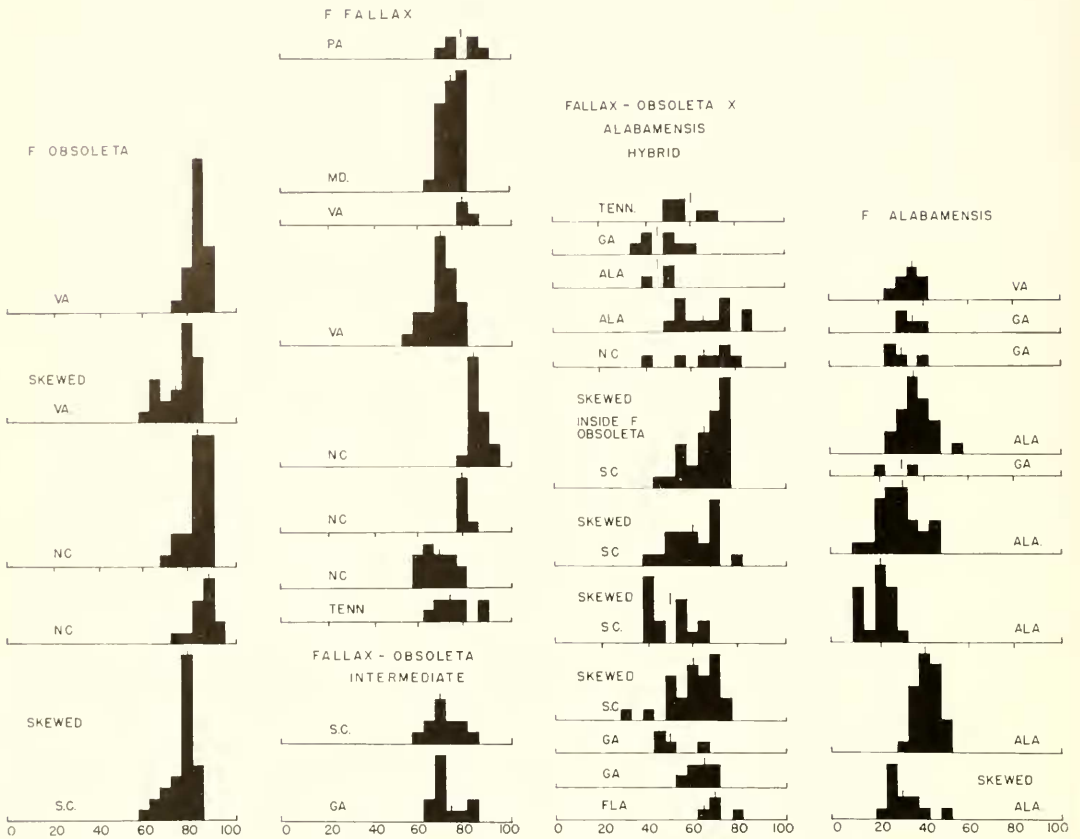 F OBSOLETA
VA
SKEWED
VA.
NC
NC
SKEWED
S.C.
0 20 40 60 80 100
F FALLAX
PA
MD.
VA
VA
NC
NC
NC
TENN
FALLAX - OBSOLETA
INTERMEDIATE
S.C.
GA
0 20 40 60 80 100
FALLAX - OBSOLETA X
ALABAMENSIS
HYBRID
TENN.
GA
ALA
ALA
N.C
SKEWED
INSIDE F
OBSOLETA
S.C
SKEWED
S.C
SKEWED
S.C.
SKEWED
S.C
GA
GA
FLA
0 20 40 60 80 100
F ALABAMENSIS
VA
GA
GA
ALA
GA
ALA.
ALA
ALA
SKEWED
ALA.
0 20 40 60 80 100